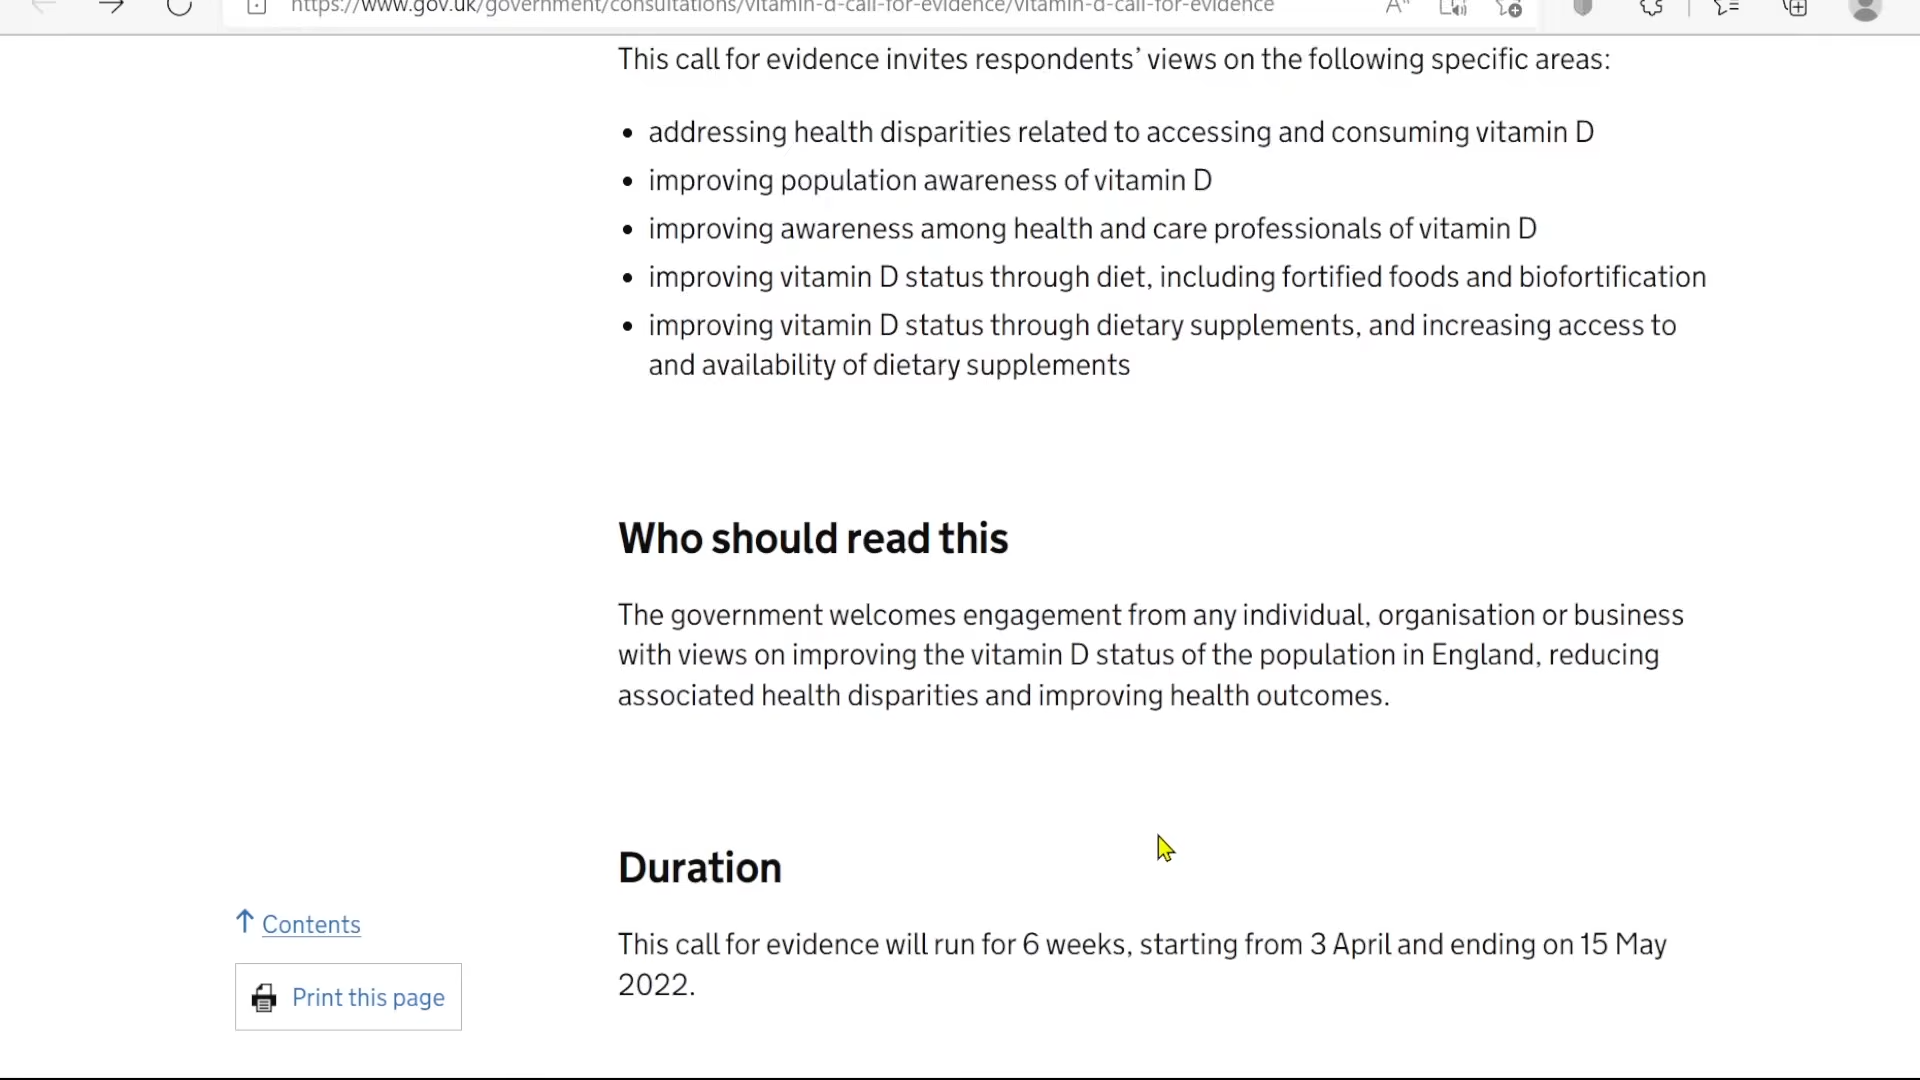 https://www.gov.uk/government/consultations/vitamin-d-call-for-evidence/vitamin-d-call-for-evidence
This call for evidence invites respondents’ views on the following specific areas:
• addressing health disparities related to accessing and consuming vitamin D
• improving population awareness of vitamin D
• improving awareness among health and care professionals of vitamin D
• improving vitamin D status through diet, including fortified foods and biofortification
• improving vitamin D status through dietary supplements, and increasing access to
and availability of dietary supplements
Who should read this
The government welcomes engagement from any individual, organisation or business
with views on improving the vitamin D status of the population in England, reducing
associated health disparities and improving health outcomes.
Duration
This call for evidence will run for 6 weeks, starting from 3 April and ending on 15 May
2022.
↑ Contents
Print this page